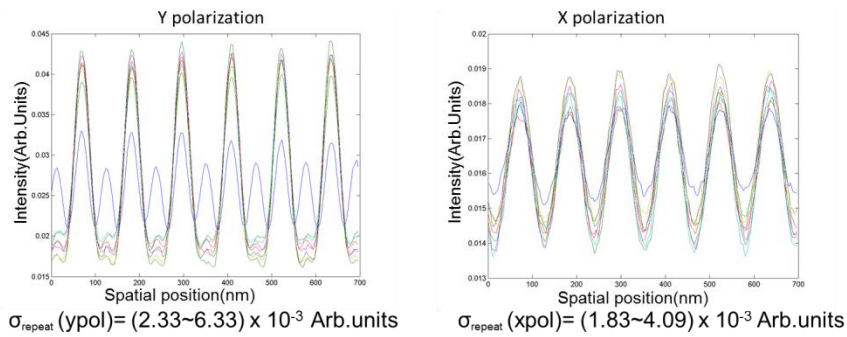 Y polarization
0.045
0.04
0.035
0.03
0.025
0.02
0.015
0 100 200 300 400 500 600 700
Intensity(Arb.Units)
Spatial position(nm)
σrepeat (ypol)= (2.33~6.33) x 10-3 Arb.units
X polarization
0.02
0.019
0.018
0.017
0.016
0.015
0.014
0.013
0 100 200 300 400 500 600 700
Intensity(Arb.Units)
Spatial position(nm)
σrepeat (xpol)= (1.83~4.09) x 10-3 Arb.units